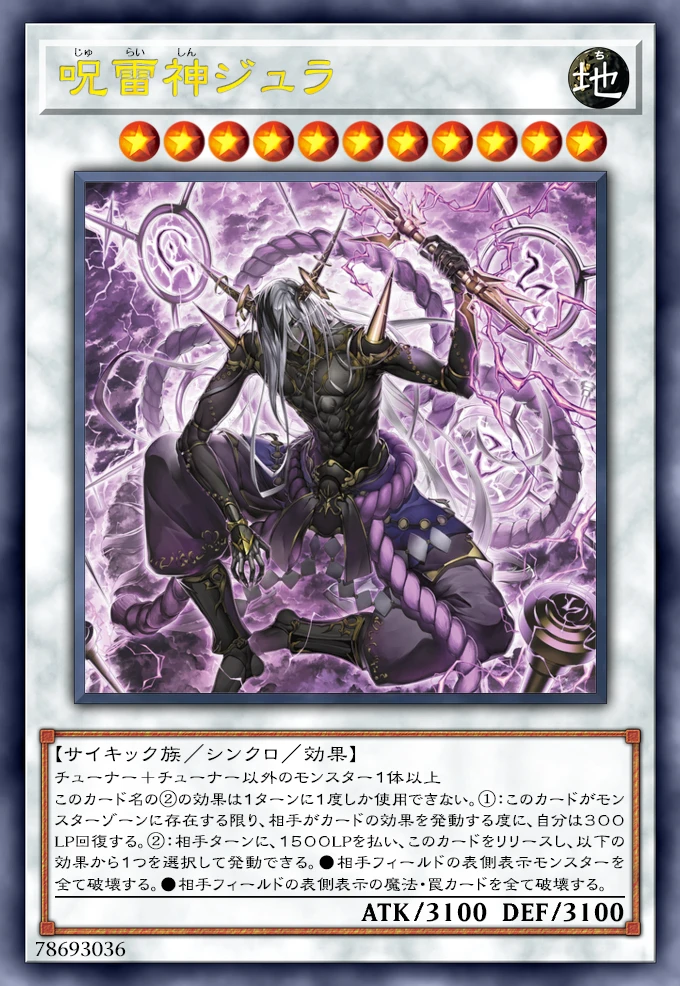 じゅ らい しん
呪雷神ジュラ
ち
地
【サイキック族／シンクロ／効果】
チューナー＋チューナー以外のモンスター１体以上
このカード名の②の効果は１ターンに１度しか使用できない。①：このカードがモン
スターゾーンに存在する限り、相手がカードの効果を発動する度に、自分は３００
ＬＰ回復する。②：相手ターンに、１５００ＬＰを払い、このカードをリリースし、以下の
効果から１つを選択して発動できる。●相手フィールドの表側表示モンスターを
全て破壊する。●相手フィールドの表側表示の魔法・罠カードを全て破壊する。
ATK/3100 DEF/3100
78693036